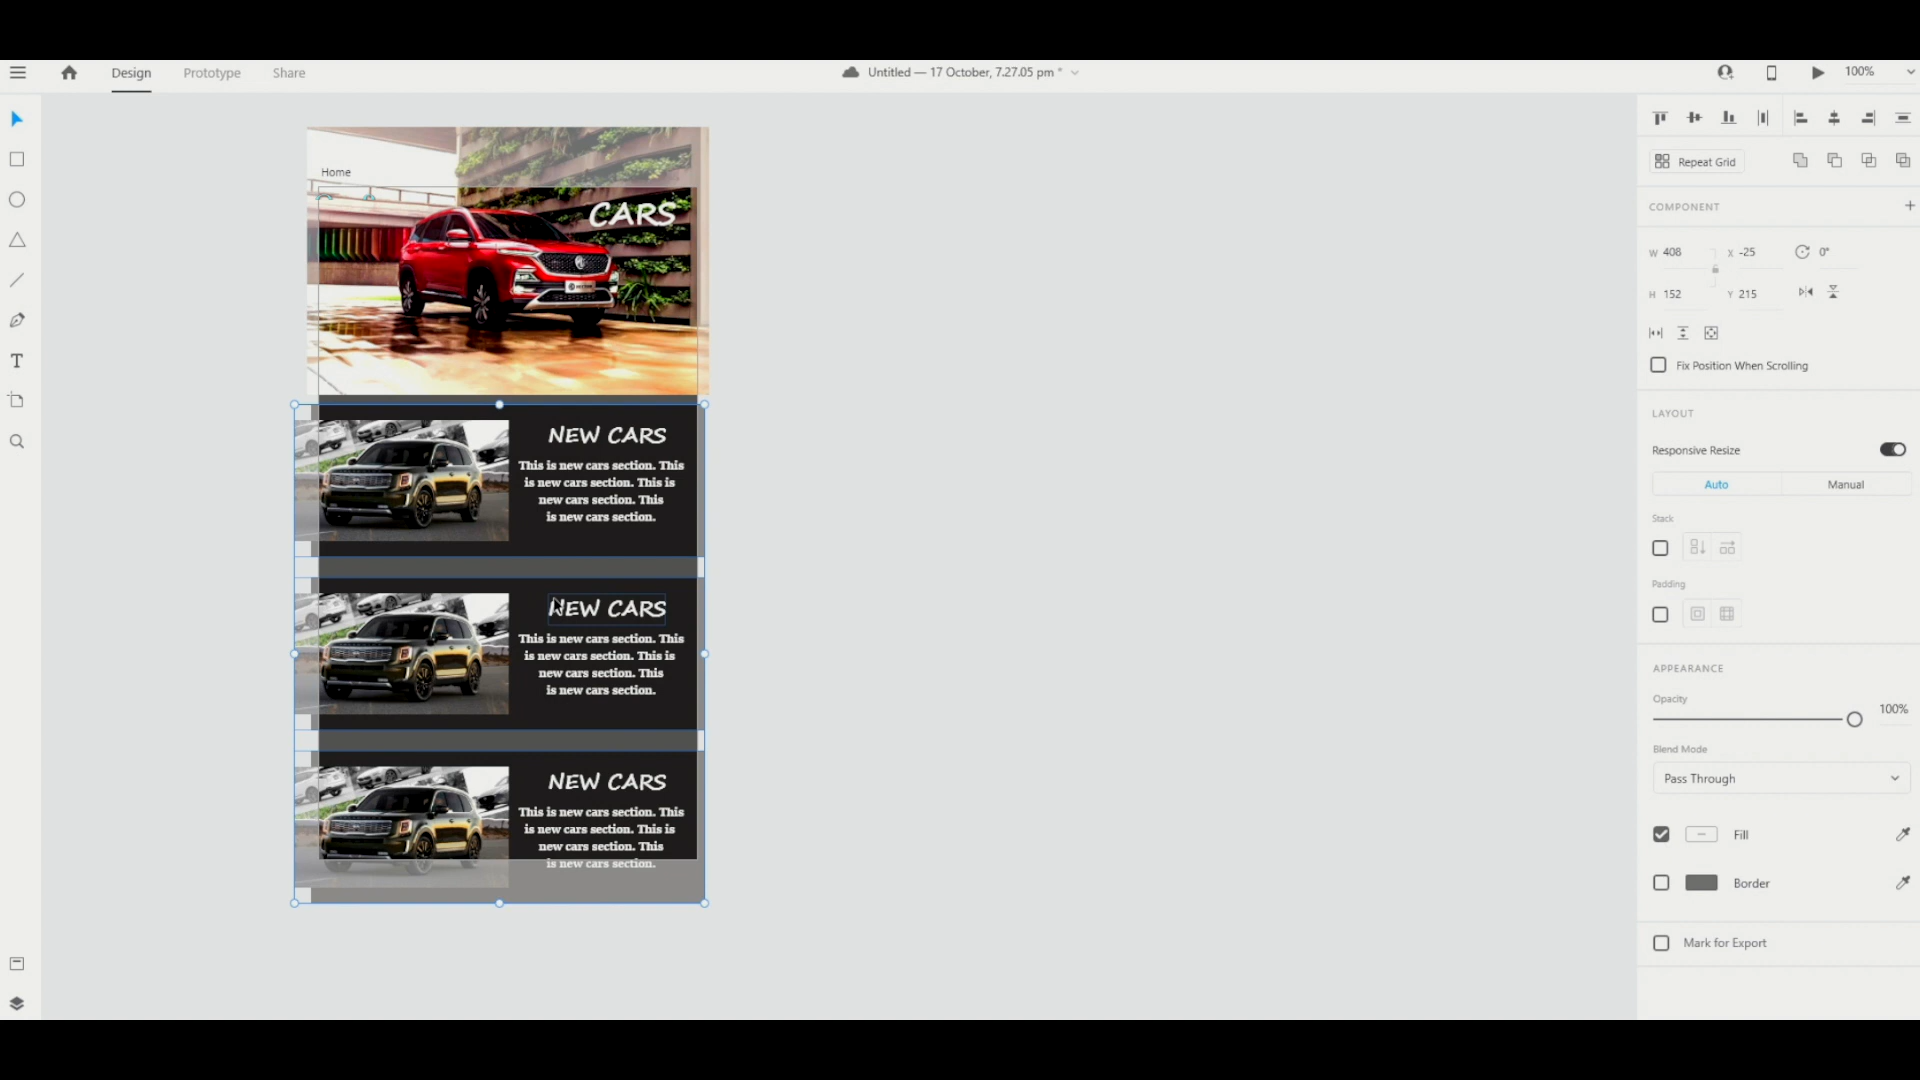 Design
Prototype
Share
Untitled — 17 October, 7.27.05 pm *
100%
Repeat Grid
COMPONENT
W 408
X -25
0°
H 152
Y 215
Fix Position When Scrolling
LAYOUT
Responsive Resize
Auto
Manual
Stack
Padding
APPEARANCE
Opacity
100%
Blend Mode
Pass Through
Fill
Border
Mark for Export
Home
CARS
NEW CARS
This is new cars section. This
is new cars section. This is
new cars section. This
is new cars section.
NEW CARS
This is new cars section. This
is new cars section. This is
new cars section. This
is new cars section.
NEW CARS
This is new cars section. This
is new cars section. This is
new cars section. This
is new cars section.